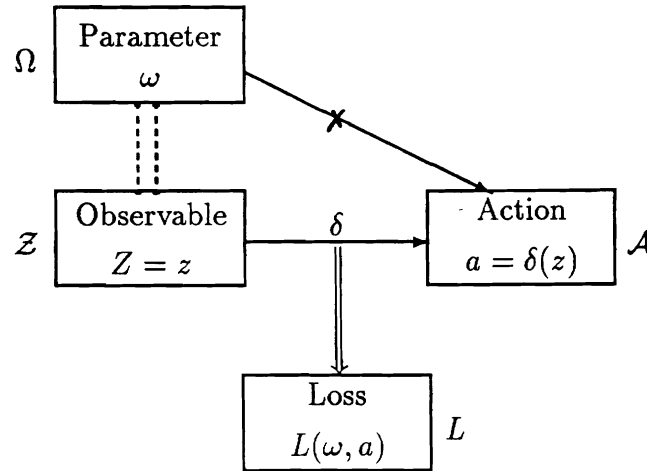 Parameter
Ω
ω
Observable
δ
Action
𝒵
Z = z
a = δ(z)
𝒜
Loss
L(ω, a)
L